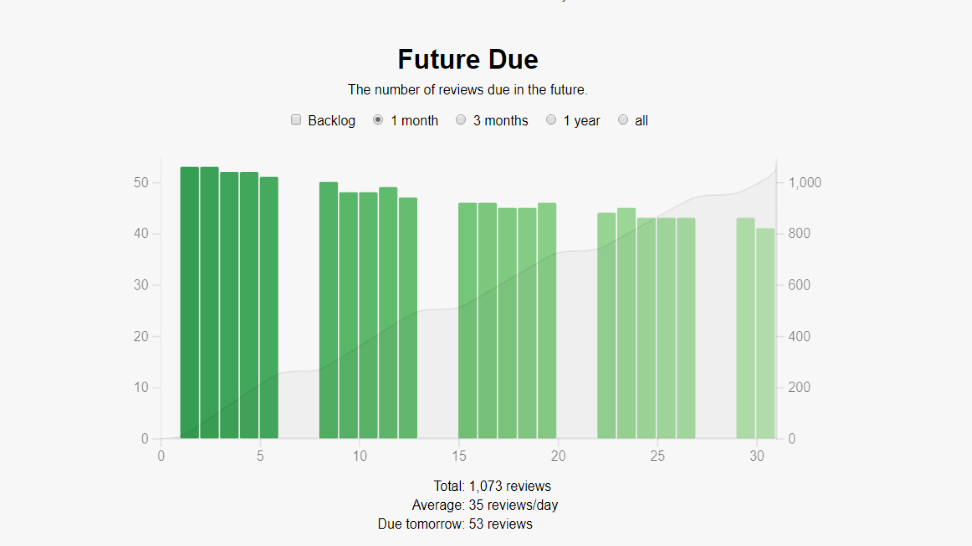 Future Due
The number of reviews due in the future.
Backlog 1 month 3 months 1 year all
50 1,000
40 800
30 600
20 400
10 200
0 0
0 5 10 15 20 25 30
Total: 1,073 reviews
Average: 35 reviews/day
Due tomorrow: 53 reviews